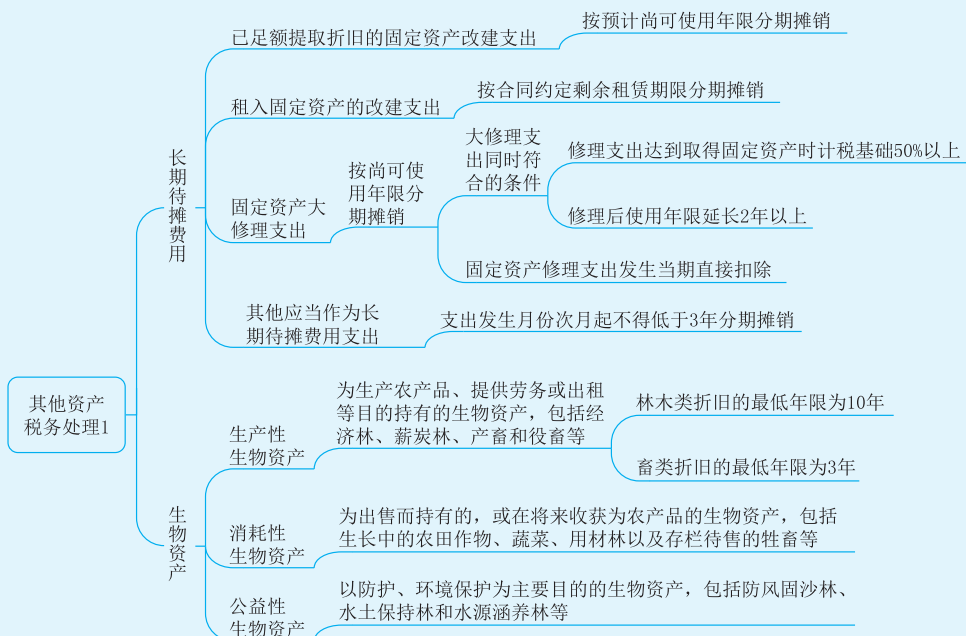 其他资产
税务处理1
长期待摊费用
已足额提取折旧的固定资产改建支出
按预计尚可使用年限分期摊销
租入固定资产的改建支出
按合同约定剩余租赁期限分期摊销
固定资产大
修理支出
按尚可使
用年限分
期摊销
大修理支
出同时符
合的条件
修理支出达到取得固定资产时计税基础50%以上
修理后使用年限延长2年以上
固定资产修理支出发生当期直接扣除
其他应当作为长
期待摊费用支出
支出发生月份次月起不得低于3年分期摊销
生物资产
生产性
生物资产
为生产农产品、提供劳务或出租
等目的持有的生物资产，包括经
济林、薪炭林、产畜和役畜等
林木类折旧的最低年限为10年
畜类折旧的最低年限为3年
消耗性
生物资产
为出售而持有的，或在将来收获为农产品的生物资产，包括
生长中的农田作物、蔬菜、用材林以及存栏待售的牲畜等
公益性
生物资产
以防护、环境保护为主要目的的生物资产，包括防风固沙林、
水土保持林和水源涵养林等